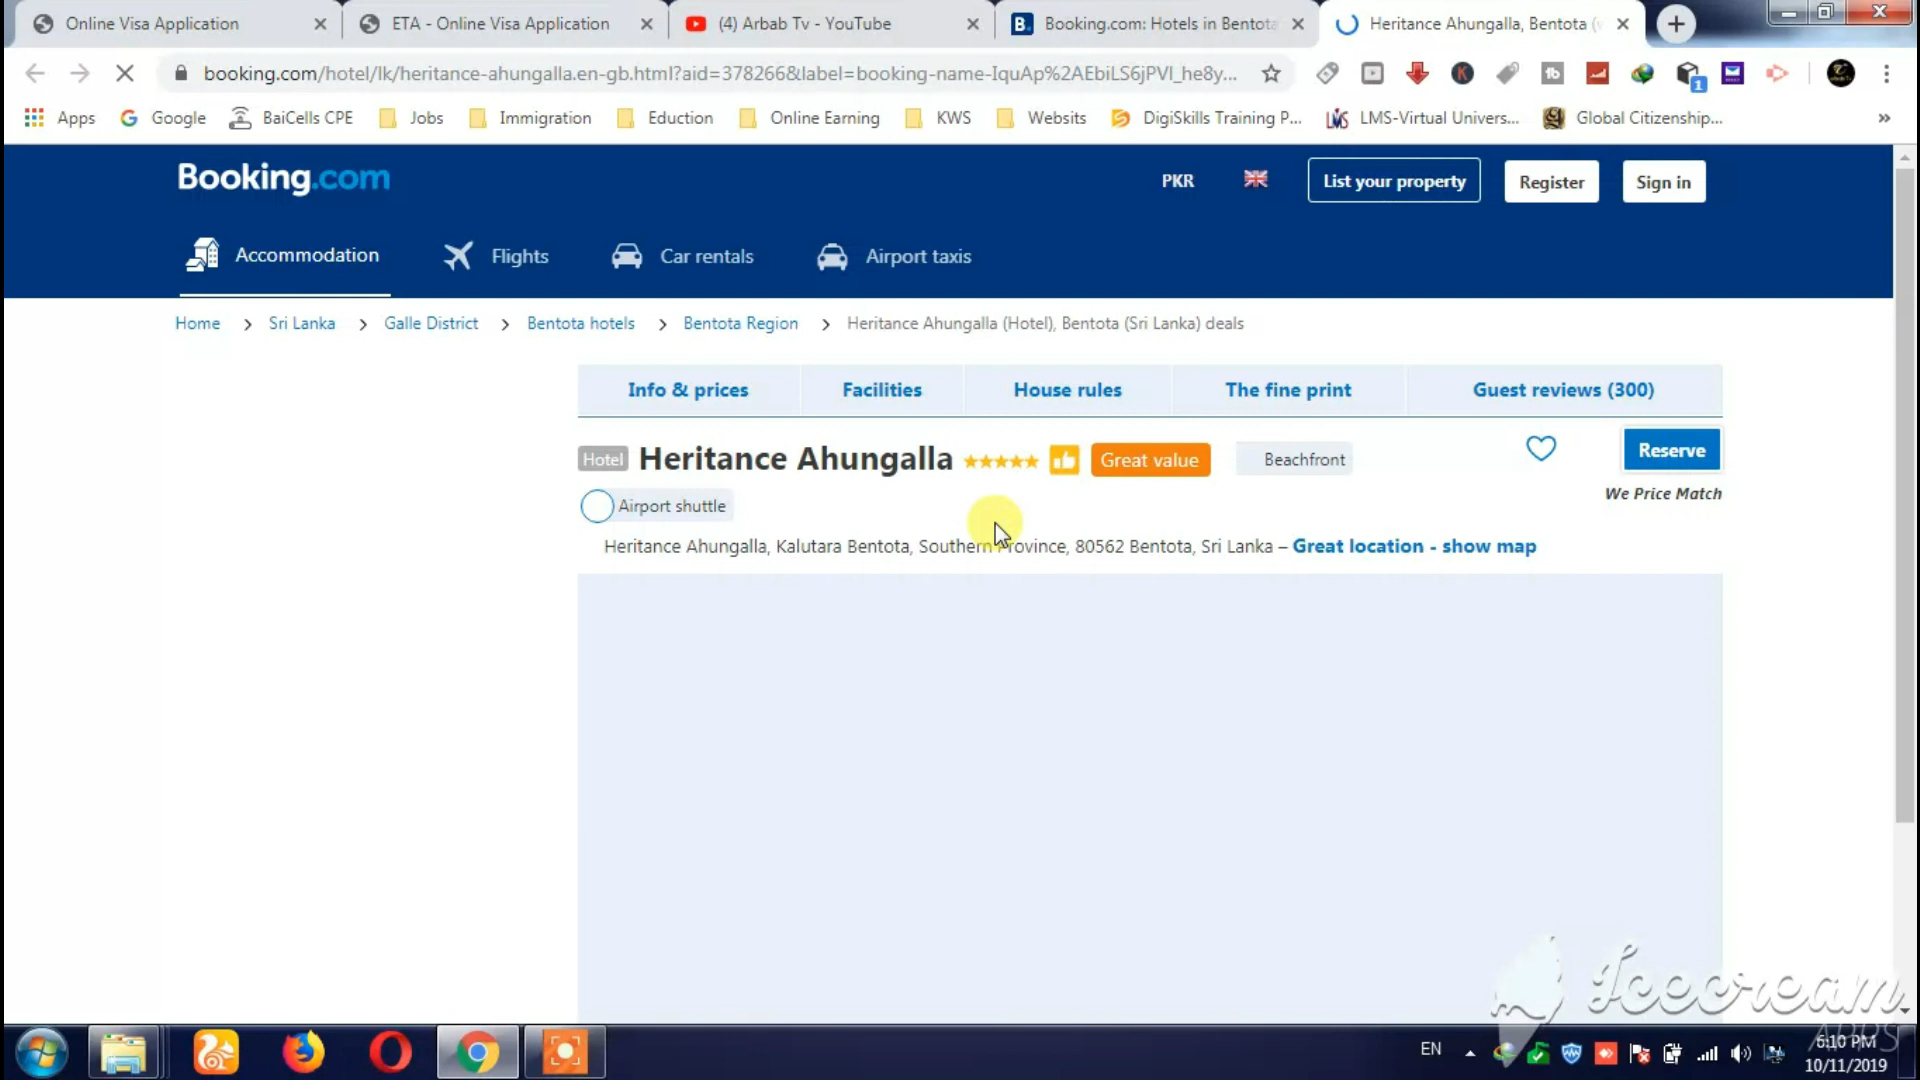 Online Visa Application
ETA - Online Visa Application
(4) Arbab Tv - YouTube
B. Booking.com: Hotels in Bentota
Heritance Ahungalla, Bentota (
booking.com/hotel/lk/heritance-ahungalla.en-gb.html?aid=378266&label=booking-name-IquAp%2AEbiLS6jPVl_he8y...
Apps
Google
BaiCells CPE
Jobs
Immigration
Eduction
Online Earning
KWS
Website
DigiSkills Training P...
LMS-Virtual Univers...
Global Citizenship...
»
Booking.com
PKR
List your property
Register
Sign in
Accommodation
Flights
Car rentals
Airport taxis
Home > Sri Lanka > Galle District > Bentota hotels > Bentota Region > Heritance Ahungalla (Hotel), Bentota (Sri Lanka) deals
Info & prices
Facilities
House rules
The fine print
Guest reviews (300)
Hotel Heritance Ahungalla
Great value
Beachfront
Reserve
We Price Match
Airport shuttle
Heritance Ahungalla, Kalutara Bentota, Southern Province, 80562 Bentota, Sri Lanka – Great location - show map
Icecream
APPS
EN
6:10 PM
10/11/2019